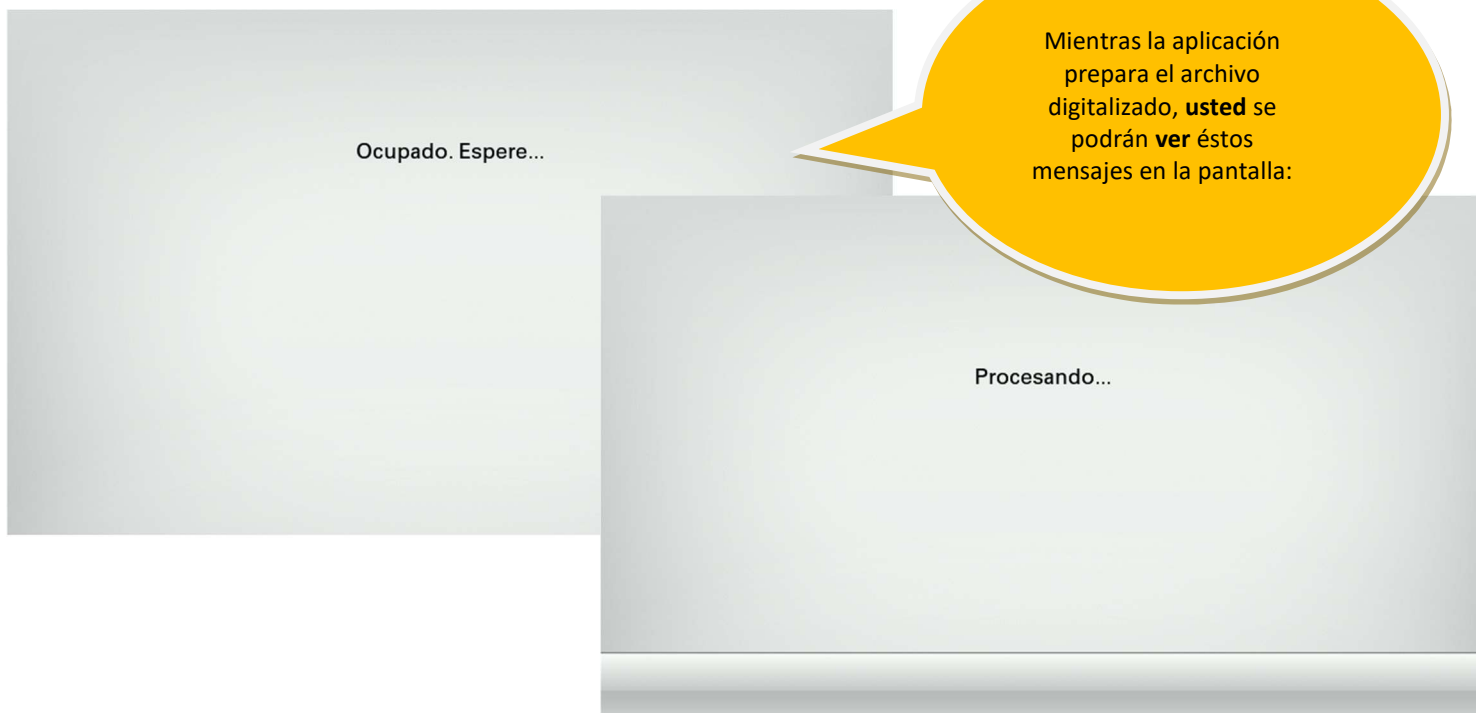 Mientras la aplicación
prepara el archivo
digitalizado, usted se
podrán ver éstos
mensajes en la pantalla:
Ocupado. Espere...
Procesando...